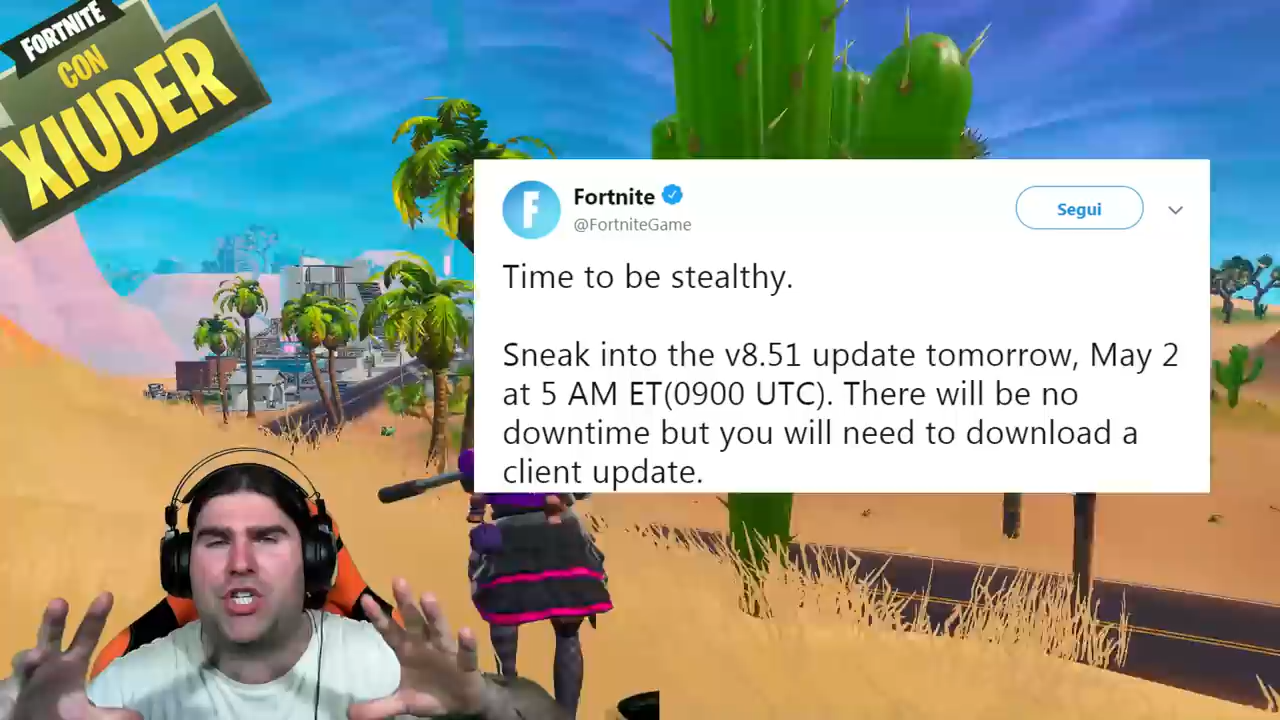 FORTNITE
CON
XIUDER
Fortnite
@FortniteGame
Segui
Time to be stealthy.
Sneak into the v8.51 update tomorrow, May 2
at 5 AM ET(0900 UTC). There will be no
downtime but you will need to download a
client update.